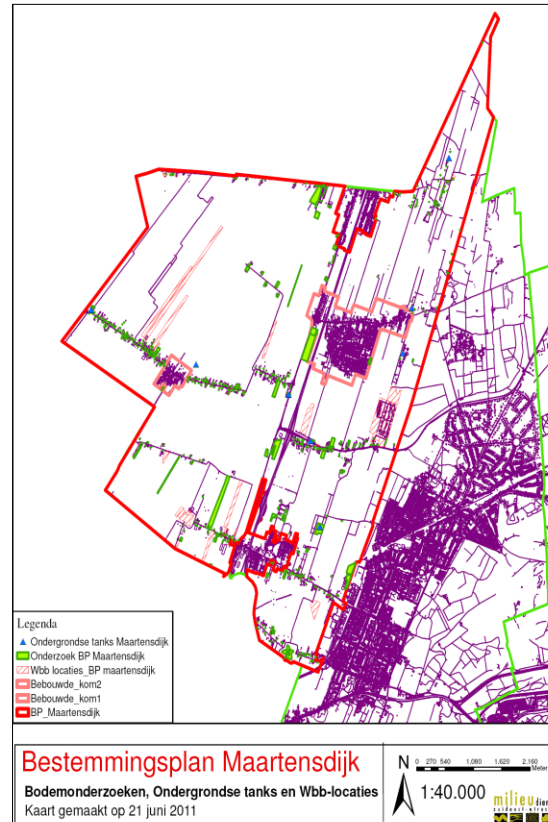 Legenda
Ondergrondse tanks Maartensdijk
Onderzoek BP Maartensdijk
Wbb locaties_BP maartensdijk
Bebouwde_kom2
Bebouwde_kom1
BP_Maartensdijk
Bestemmingsplan Maartensdijk
Bodemonderzoeken, Ondergrondse tanks en Wbb-locaties
Kaart gemaakt op 21 juni 2011
N
0 270 540 1.080 1.620 2.160
Meter
1:40.000
milieu dien